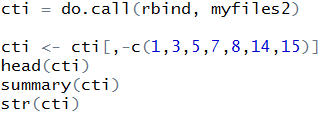 cti = do.call(rbind, myfiles2)
cti <- cti[,-c(1,3,5,7,8,14,15)]
head(cti)
summary(cti)
str(cti)